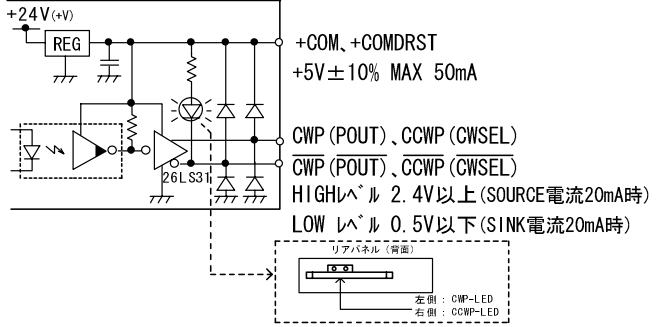 +24V(+V)
REG
+COM、+COMDRST
+5V±10% MAX 50mA
CWP(POUT)、CCWP(CWSEL)
CWP(POUT)、CCWP(CWSEL)
26LS31
HIGHﾚﾍﾞﾙ 2.4V以上(SOURCE電流20mA時)
LOW ﾚﾍﾞﾙ 0.5V以下(SINK電流20mA時)
リアパネル（背面）
左側：CWP-LED
右側：CCWP-LED